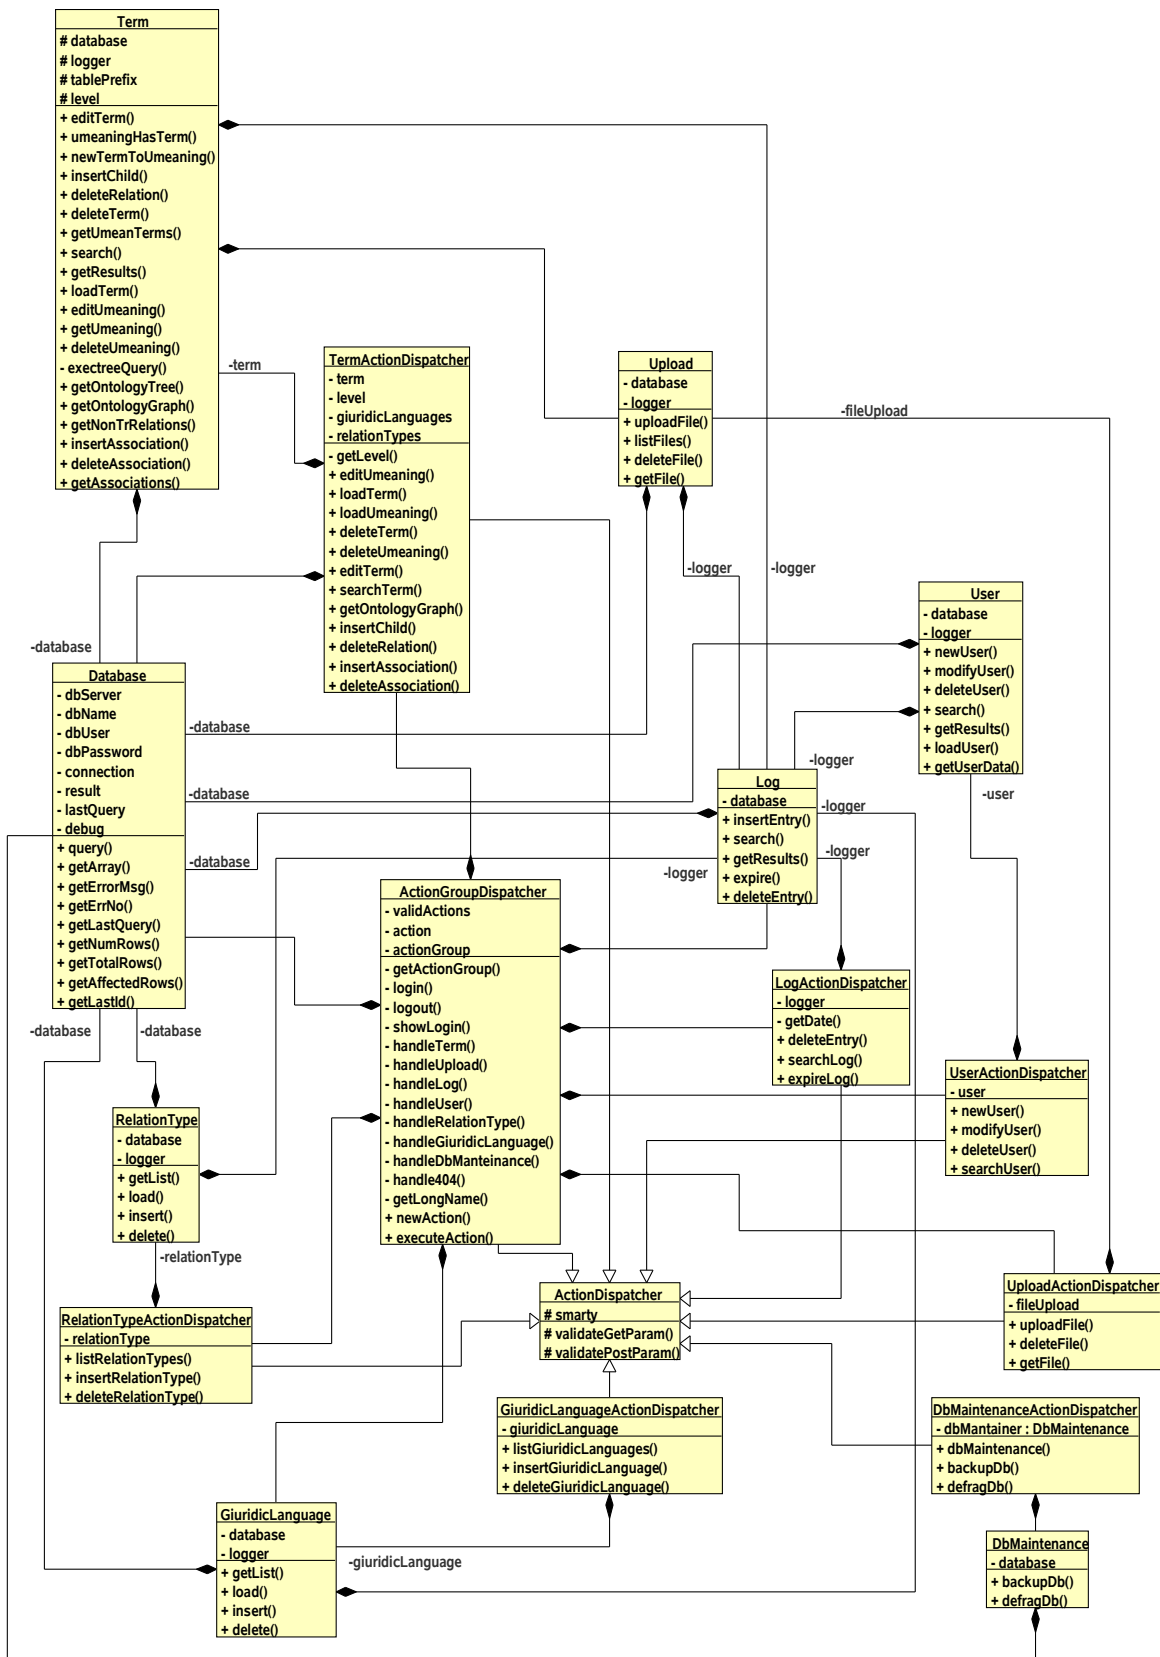 Term
# database
# logger
# tablePrefix
# level
+ editTerm()
+ umeaningHasTerm()
+ newTermToUmeaning()
+ insertChild()
+ deleteRelation()
+ deleteTerm()
+ getUmeanTerms()
+ search()
+ getResults()
+ loadTerm()
+ editUmeaning()
+ getUmeaning()
+ deleteUmeaning()
- exectreeQuery()
+ getOntologyTree()
+ getOntologyGraph()
+ getNonTrRelations()
+ insertAssociation()
+ deleteAssociation()
+ getAssociations()
-term
TermActionDispatcher
- term
- level
- giuridicLanguages
- relationTypes
- getLevel()
+ editUmeaning()
+ loadTerm()
+ loadUmeaning()
+ deleteTerm()
+ deleteUmeaning()
+ editTerm()
+ searchTerm()
+ getOntologyGraph()
+ insertChild()
+ deleteRelation()
+ insertAssociation()
+ deleteAssociation()
Upload
- database
- logger
+ uploadFile()
+ listFiles()
+ deleteFile()
+ getFile()
-fileUpload
-logger
-logger
User
- database
- logger
+ newUser()
+ modifyUser()
+ deleteUser()
+ search()
+ getResults()
+ loadUser()
+ getUserData()
-database
Database
- dbServer
- dbName
- dbUser
- dbPassword
- connection
- result
- lastQuery
- debug
+ query()
+ getArray()
+ getErrorMsg()
+ getErrNo()
+ getLastQuery()
+ getNumRows()
+ getTotalRows()
+ getAffectedRows()
+ getLastId()
-database
-database
-database
-logger
-user
Log
- database
+ insertEntry()
+ search()
+ getResults()
+ expire()
+ deleteEntry()
-logger
-logger
-logger
ActionGroupDispatcher
- validActions
- action
- actionGroup
- getActionGroup()
- login()
- logout()
- showLogin()
- handleTerm()
- handleUpload()
- handleLog()
- handleUser()
- handleRelationType()
- handleGiuridicLanguage()
- handleDbManteinance()
- handle404()
- getLongName()
+ newAction()
+ executeAction()
LogActionDispatcher
- logger
- getDate()
+ deleteEntry()
+ searchLog()
+ expireLog()
-database
-database
UserActionDispatcher
- user
+ newUser()
+ modifyUser()
+ deleteUser()
+ searchUser()
RelationType
- database
- logger
+ getList()
+ load()
+ insert()
+ delete()
-relationType
RelationTypeActionDispatcher
- relationType
+ listRelationTypes()
+ insertRelationType()
+ deleteRelationType()
ActionDispatcher
# smarty
# validateGetParam()
# validatePostParam()
UploadActionDispatcher
- fileUpload
+ uploadFile()
+ deleteFile()
+ getFile()
GiuridicLanguageActionDispatcher
- giuridicLanguage
+ listGiuridicLanguages()
+ insertGiuridicLanguage()
+ deleteGiuridicLanguage()
DbMaintenanceActionDispatcher
- dbMantainer : DbMaintenance
+ dbMaintenance()
+ backupDb()
+ defragDb()
GiuridicLanguage
- database
- logger
+ getList()
+ load()
+ insert()
+ delete()
-giuridicLanguage
DbMaintenance
- database
+ backupDb()
+ defragDb()